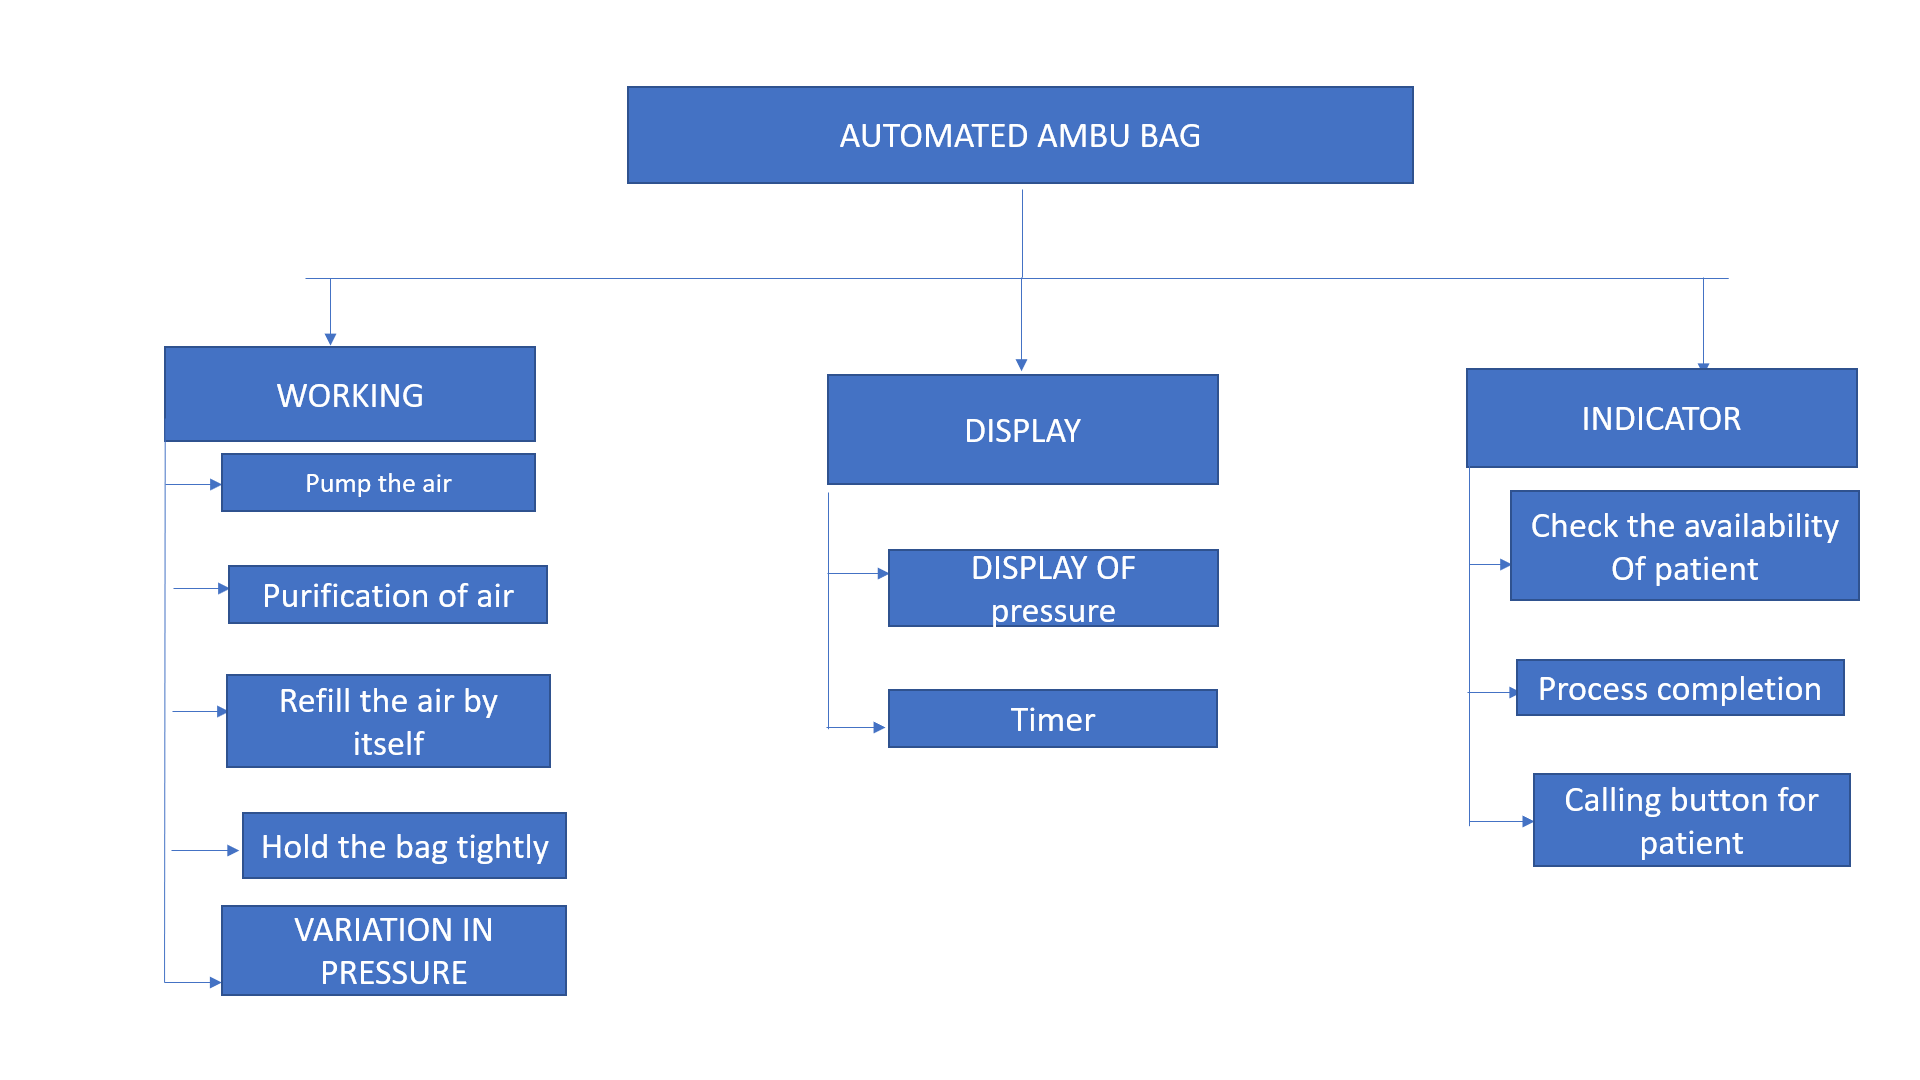 AUTOMATED AMBU BAG
WORKING
Pump the air
Purification of air
Refill the air by
itself
Hold the bag tightly
VARIATION IN
PRESSURE
DISPLAY
DISPLAY OF
pressure
Timer
INDICATOR
Check the availability
Of patient
Process completion
Calling button for
patient